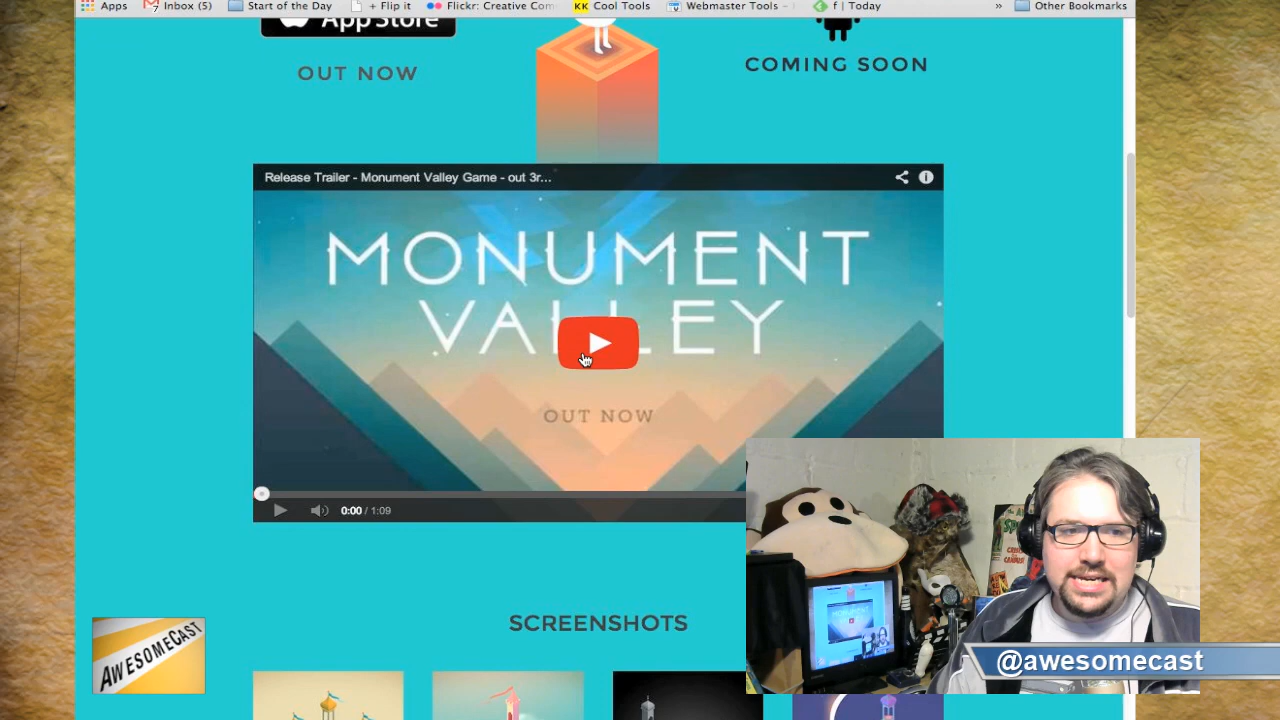 Apps Inbox (5) Start of the Day + Flip it Flickr: Creative Com KK Cool Tools Webmaster Tools - f | Today » Other Bookmarks
App Store
OUT NOW
COMING SOON
Release Trailer - Monument Valley Game - out 3r...
MONUMENT
VALLEY
OUT NOW
0:00 / 1:09
SCREENSHOTS
AWESOMECAST
MONUMENT
@awesomecast